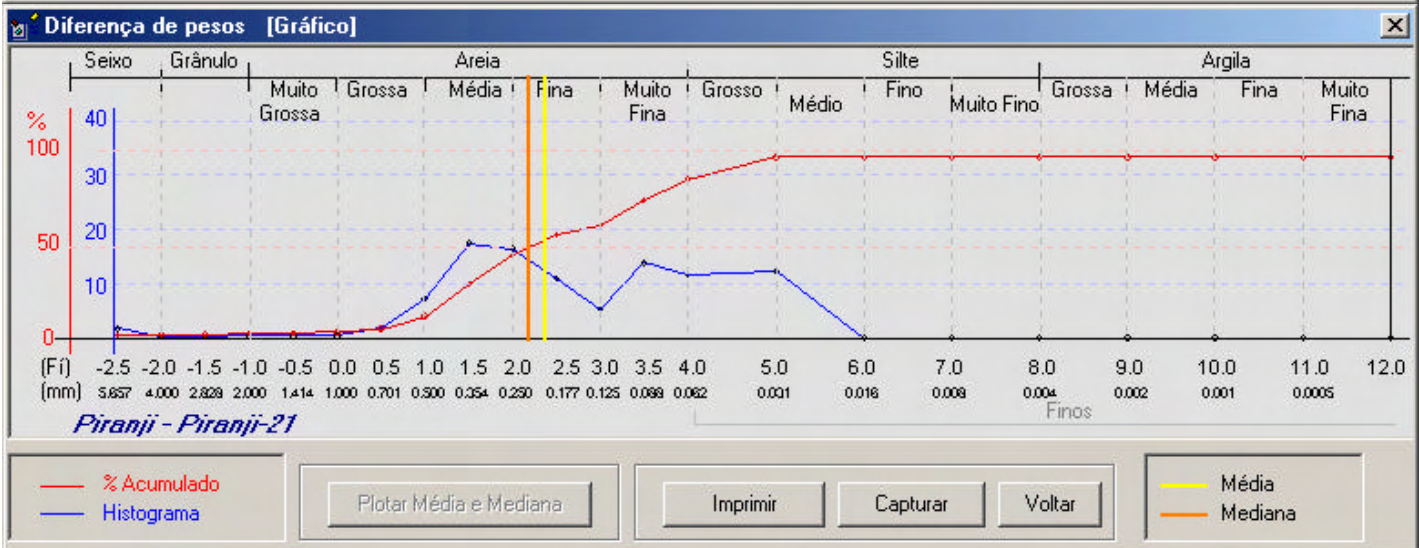 Diferença de pesos [Gráfico]
Seixo Grânulo Areia Silte Argila
Muito Grossa Grossa Média Fina Muito Fina Grosso Médio Fino Muito Fino Grossa Média Fina Muito Fina
% 40
100
30
50 20
10
0
(Fí) -2.5 -2.0 -1.5 -1.0 -0.5 0.0 0.5 1.0 1.5 2.0 2.5 3.0 3.5 4.0 5.0 6.0 7.0 8.0 9.0 10.0 11.0 12.0
(mm) 5.657 4.000 2.828 2.000 1.414 1.000 0.701 0.500 0.354 0.250 0.177 0.125 0.088 0.062 0.031 0.016 0.008 0.004 0.002 0.001 0.0005
Finos
Piranji - Piranji-21
% Acumulado
Histograma
Plotar Média e Mediana
Imprimir Capturar Voltar
Média
Mediana